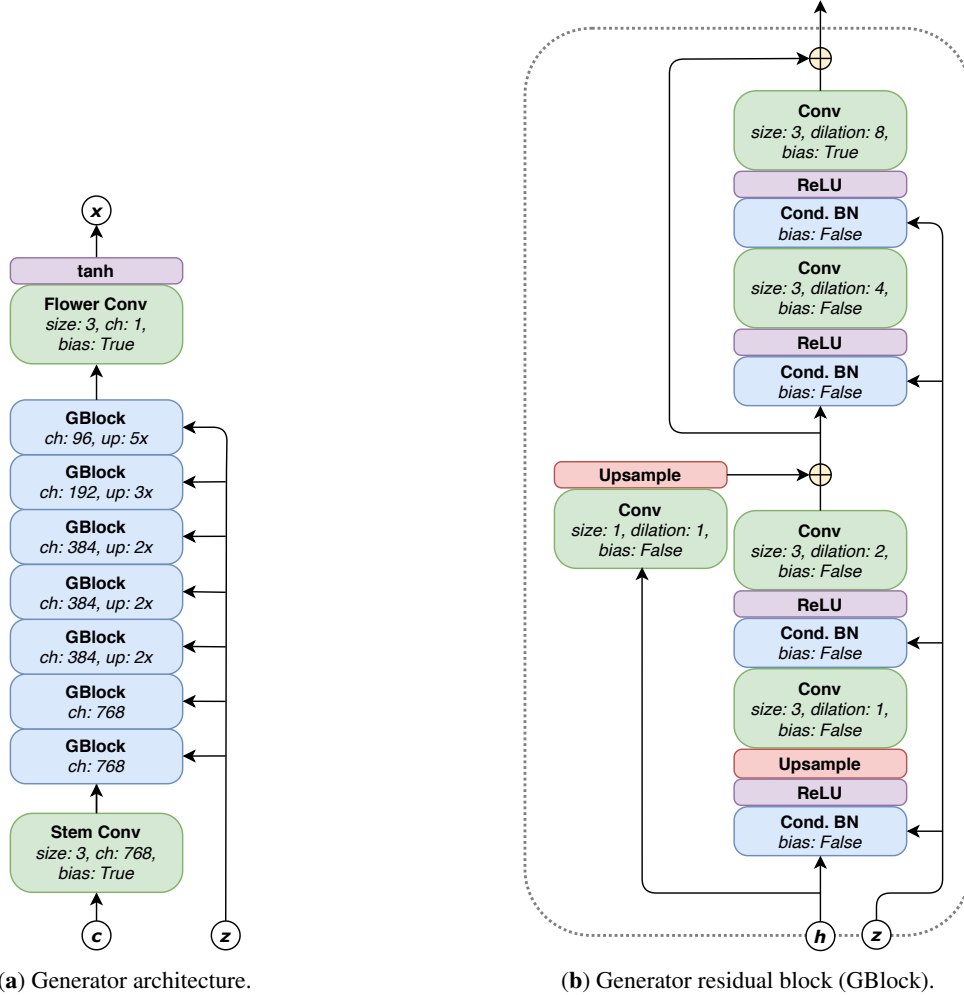 x
tanh
Flower Conv
size: 3, ch: 1,
bias: True
GBlock
ch: 96, up: 5x
GBlock
ch: 192, up: 3x
GBlock
ch: 384, up: 2x
GBlock
ch: 384, up: 2x
GBlock
ch: 384, up: 2x
GBlock
ch: 768
GBlock
ch: 768
Stem Conv
size: 3, ch: 768,
bias: True
c
z
(a) Generator architecture.
Conv
size: 3, dilation: 8,
bias: True
ReLU
Cond. BN
bias: False
Conv
size: 3, dilation: 4,
bias: False
ReLU
Cond. BN
bias: False
Upsample
Conv
size: 1, dilation: 1,
bias: False
Conv
size: 3, dilation: 2,
bias: False
ReLU
Cond. BN
bias: False
Conv
size: 3, dilation: 1,
bias: False
Upsample
ReLU
Cond. BN
bias: False
h
z
(b) Generator residual block (GBlock).